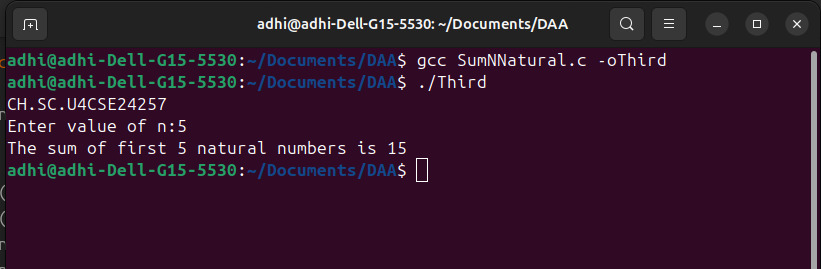 adhi@adhi-Dell-G15-5530: ~/Documents/DAA
adhi@adhi-Dell-G15-5530:~/Documents/DAA$ gcc SumNNatural.c -oThird
adhi@adhi-Dell-G15-5530:~/Documents/DAA$ ./Third
CH.SC.U4CSE24257
Enter value of n:5
The sum of first 5 natural numbers is 15
adhi@adhi-Dell-G15-5530:~/Documents/DAA$